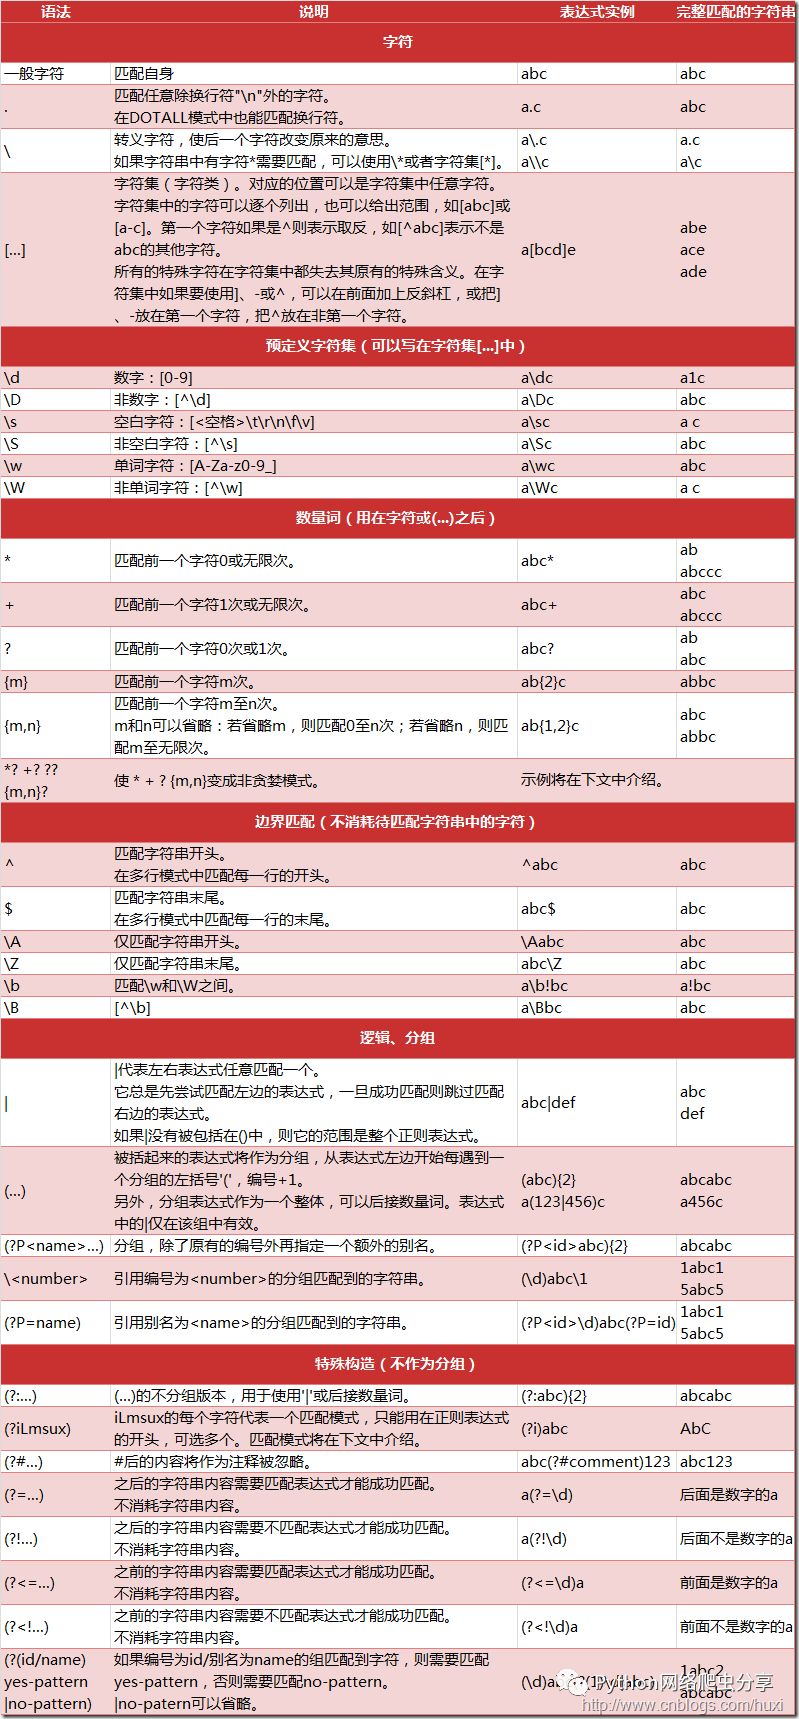 语法 说明 表达式实例 完整匹配的字符串
字符
一般字符 匹配自身 abc abc
. 匹配任意除换行符"\n"外的字符。
在DOTALL模式中也能匹配换行符。 a.c abc
\ 转义字符，使后一个字符改变原来的意思。
如果字符串中有字符*需要匹配，可以使用\*或者字符集[*]。 a\.c
a\\c a.c
a\c
[...] 字符集（字符类）。对应的位置可以是字符集中任意字符。
字符集中的字符可以逐个列出，也可以给出范围，如[abc]或
[a-c]。第一个字符如果是^则表示取反，如[^abc]表示不是
abc的其他字符。
所有的特殊字符在字符集中都失去其原有的特殊含义。在字
符集中如果要使用]、-或^，可以在前面加上反斜杠，或把]
、-放在第一个字符，把^放在非第一个字符。 a[bcd]e abe
ace
ade
预定义字符集（可以写在字符集[...]中）
\d 数字：[0-9] a\dc a1c
\D 非数字：[^\d] a\Dc abc
\s 空白字符：[<空格>\t\r\n\f\v] a\sc a c
\S 非空白字符：[^\s] a\Sc abc
\w 单词字符：[A-Za-z0-9_] a\wc abc
\W 非单词字符：[^\w] a\Wc a c
数量词（用在字符或(...)之后）
* 匹配前一个字符0或无限次。 abc* ab
abccc
+ 匹配前一个字符1次或无限次。 abc+ abc
abccc
? 匹配前一个字符0次或1次。 abc? ab
abc
{m} 匹配前一个字符m次。 ab{2}c abbc
{m,n} 匹配前一个字符m至n次。
m和n可以省略：若省略m，则匹配0至n次；若省略n，则匹
配m至无限次。 ab{1,2}c abc
abbc
*? +? ??
{m,n}? 使 * + ? {m,n}变成非贪婪模式。 示例将在下文中介绍。
边界匹配（不消耗待匹配字符串中的字符）
^ 匹配字符串开头。
在多行模式中匹配每一行的开头。 ^abc abc
$ 匹配字符串末尾。
在多行模式中匹配每一行的末尾。 abc$ abc
\A 仅匹配字符串开头。 \Aabc abc
\Z 仅匹配字符串末尾。 abc\Z abc
\b 匹配\w和\W之间。 a\b!bc a!bc
\B [^\b] a\Bbc abc
逻辑、分组
| |代表左右表达式任意匹配一个。
它总是先尝试匹配左边的表达式，一旦成功匹配则跳过匹配
右边的表达式。
如果|没有被包括在()中，则它的范围是整个正则表达式。 abc|def abc
def
(...) 被括起来的表达式将作为分组，从表达式左边开始每遇到一
个分组的左括号'('，编号+1。
另外，分组表达式作为一个整体，可以后接数量词。表达式
中的|仅在该组中有效。 (abc){2}
a(123|456)c abcabc
a456c
(?P<name>...) 分组，除了原有的编号外再指定一个额外的别名。 (?P<id>abc){2} abcabc
\<number> 引用编号为<number>的分组匹配到的字符串。 (\d)abc\1 1abc1
5abc5
(?P=name) 引用别名为<name>的分组匹配到的字符串。 (?P<id>\d)abc(?P=id) 1abc1
5abc5
特殊构造（不作为分组）
(?:...) (...)的不分组版本，用于使用'|'或后接数量词。 (?:abc){2} abcabc
(?iLmsux) iLmsux的每个字符代表一个匹配模式，只能用在正则表达式
的开头，可选多个。匹配模式将在下文中介绍。 (?i)abc AbC
(?#...) #后的内容将作为注释被忽略。 abc(?#comment)123 abc123
(?=...) 之后的字符串内容需要匹配表达式才能成功匹配。
不消耗字符串内容。 a(?=\d) 后面是数字的a
(?!...) 之后的字符串内容需要不匹配表达式才能成功匹配。
不消耗字符串内容。 a(?!\d) 后面不是数字的a
(?<=...) 之前的字符串内容需要匹配表达式才能成功匹配。
不消耗字符串内容。 (?<=\d)a 前面是数字的a
(?<!...) 之前的字符串内容需要不匹配表达式才能成功匹配。
不消耗字符串内容。 (?<!\d)a 前面不是数字的a
(?(id/name)
yes-pattern
|no-pattern) 如果编号为id/别名为name的组匹配到字符，则需要匹配
yes-pattern，否则需要匹配no-pattern。
|no-patern可以省略。 1abc2
abcabc
Python网络爬虫分享
http://www.cnblogs.com/huxi